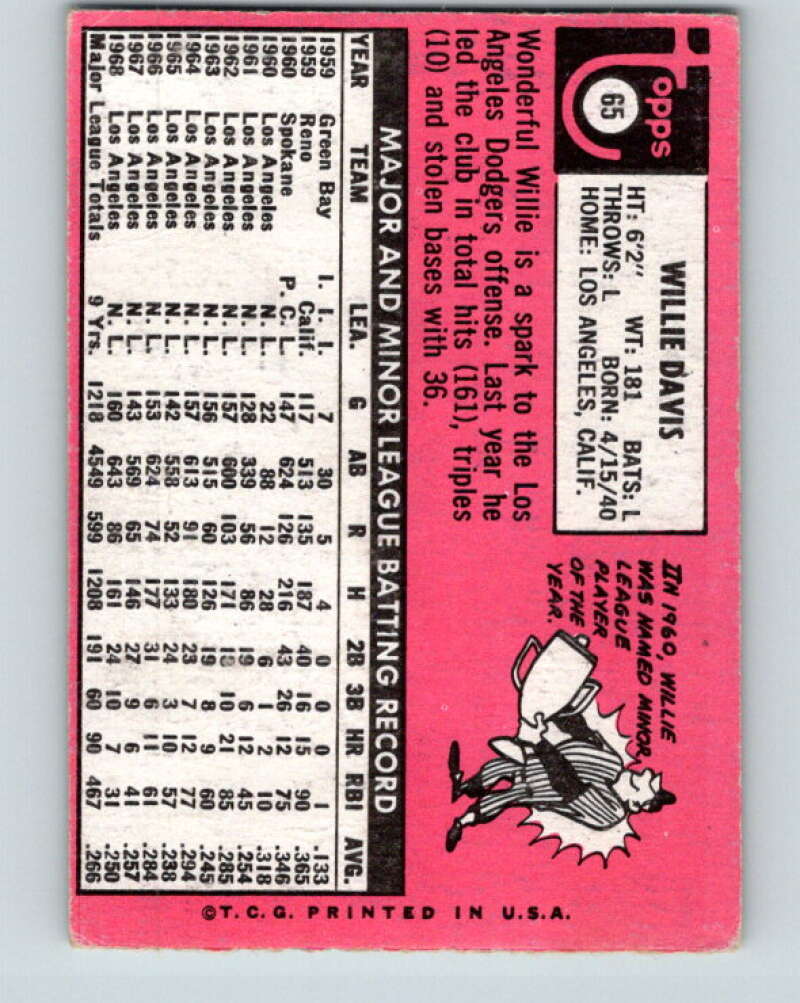 Topps
65
WILLIE DAVIS
HT: 6'2" WT: 181 BATS: L
THROWS: L BORN: 4/15/40
HOME: LOS ANGELES, CALIF.
IN 1960, WILLIE
WAS NAMED MINOR
LEAGUE
PLAYER
OF THE
YEAR.
Wonderful Willie is a spark to the Los
Angeles Dodgers offense. Last year he
led the club in total hits (161), triples
(10) and stolen bases with 36.
MAJOR AND MINOR LEAGUE BATTING RECORD
YEAR TEAM LEA. G AB R H 2B 3B HR RBI AVG.
1959 Green Bay I. I. I. 7 30 5 4 0 0 0 1 .133
1959 Reno Calif. 117 513 135 187 40 16 15 90 .365
1960 Spokane P. C. L. 147 624 126 216 43 26 12 75 .346
1960 Los Angeles N. L. 22 88 12 28 6 1 2 10 .318
1961 Los Angeles N. L. 128 339 56 86 19 6 12 45 .254
1962 Los Angeles N. L. 157 600 103 171 18 10 21 85 .285
1963 Los Angeles N. L. 156 515 60 126 19 8 9 60 .245
1964 Los Angeles N. L. 157 613 91 180 23 7 12 77 .294
1965 Los Angeles N. L. 142 558 52 133 24 3 10 57 .238
1966 Los Angeles N. L. 153 624 74 177 31 6 11 61 .284
1967 Los Angeles N. L. 143 569 65 146 27 9 6 41 .257
1968 Los Angeles N. L. 160 643 86 161 24 10 7 31 .250
Major League Totals 9 Yrs. 1218 4549 599 1208 191 60 90 467 .266
©T.C.G. PRINTED IN U.S.A.